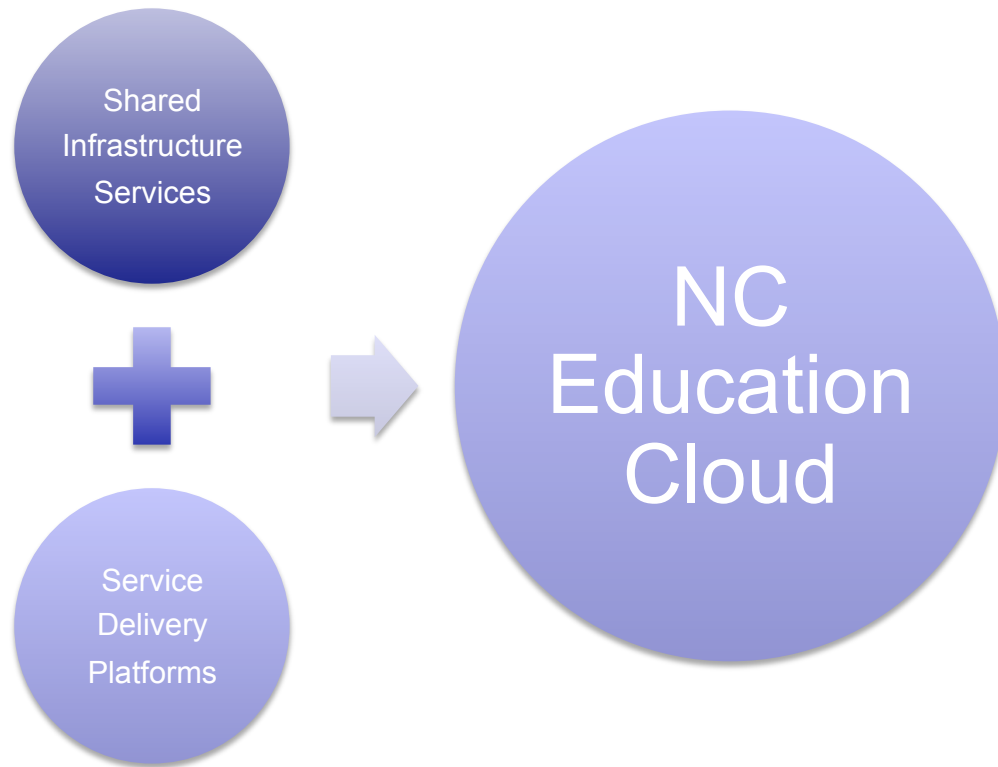 Shared
Infrastructure
Services
Service
Delivery
Platforms
NC
Education
Cloud